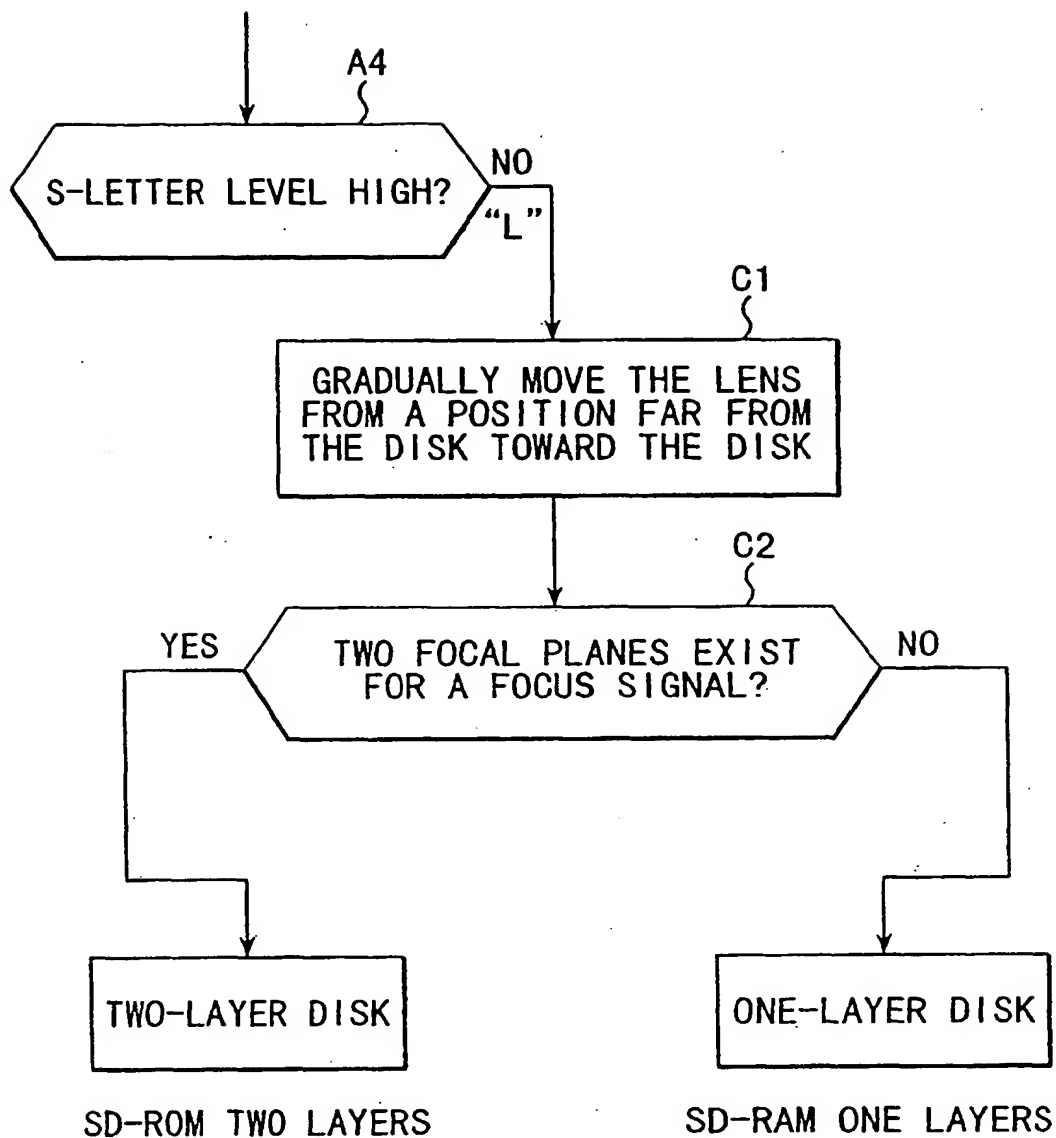 A4
S-LETTER LEVEL HIGH?
NO
“L”
C1
GRADUALLY MOVE THE LENS
FROM A POSITION FAR FROM
THE DISK TOWARD THE DISK
C2
YES
TWO FOCAL PLANES EXIST
FOR A FOCUS SIGNAL?
NO
TWO-LAYER DISK
ONE-LAYER DISK
SD-ROM TWO LAYERS
SD-RAM ONE LAYERS